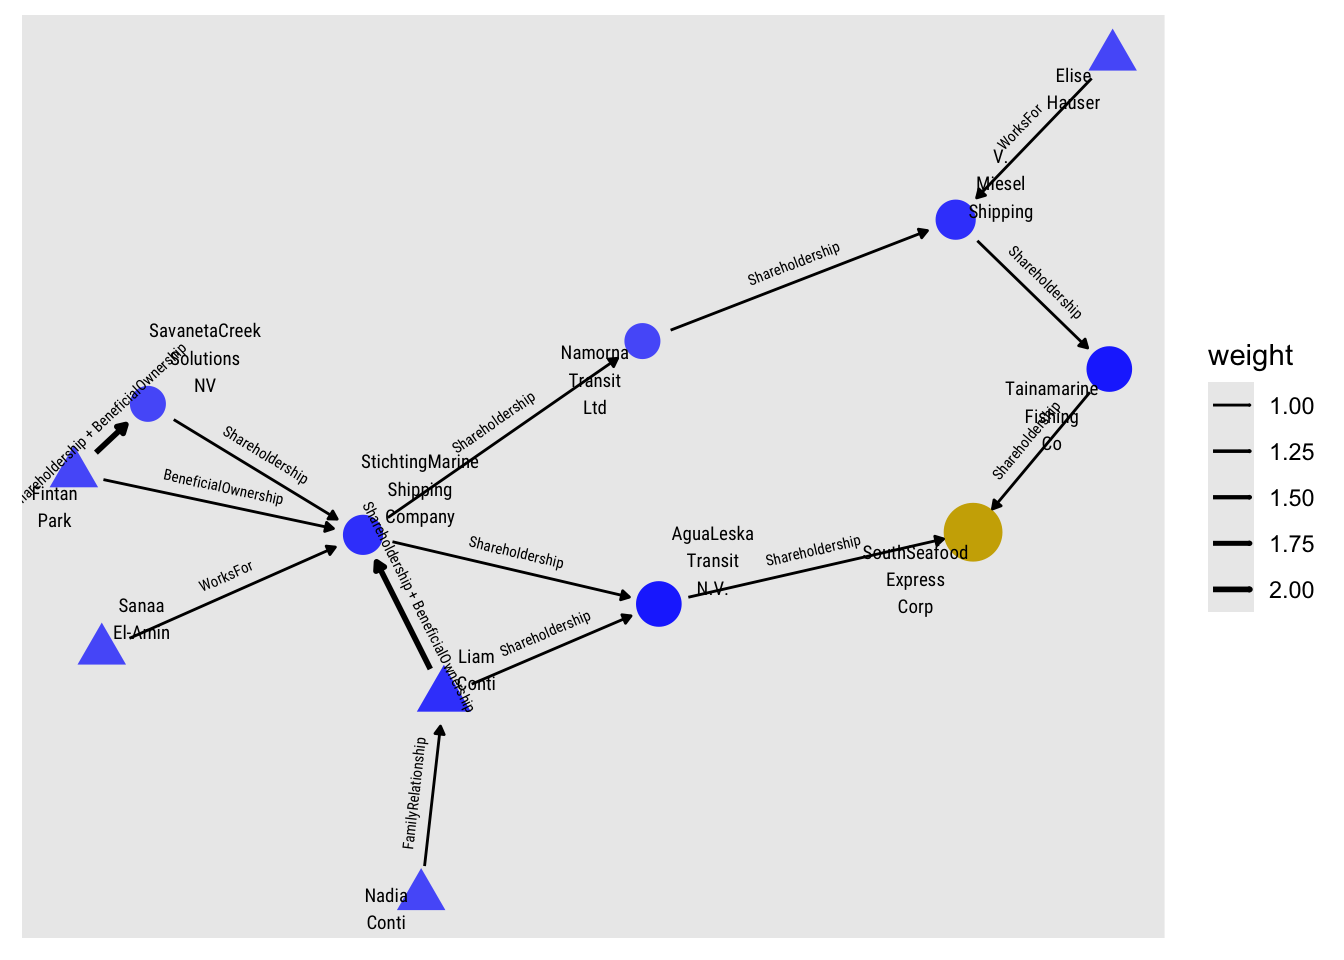 Elise
Hauser
WorksFor
V.
Miesel
Shipping
Shareholdership
Shareholdership
SavanetaCreek
Solutions
NV
Namorna
Transit
Ltd
Tainamarine
Fishing
Co
Shareholdership + BeneficialOwnership
Shareholdership
Shareholdership
Shareholdership
StichtingMarine
Shipping
Company
BeneficialOwnership
Fintan
Park
AguaLeska
Transit
N.V.
Shareholdership
Shareholdership
SouthSeafood
Express
Corp
WorksFor
Sanaa
El-Amin
Shareholdership + BeneficialOwnership
Shareholdership
Liam
Conti
FamilyRelationship
Nadia
Conti
weight
1.00
1.25
1.50
1.75
2.00